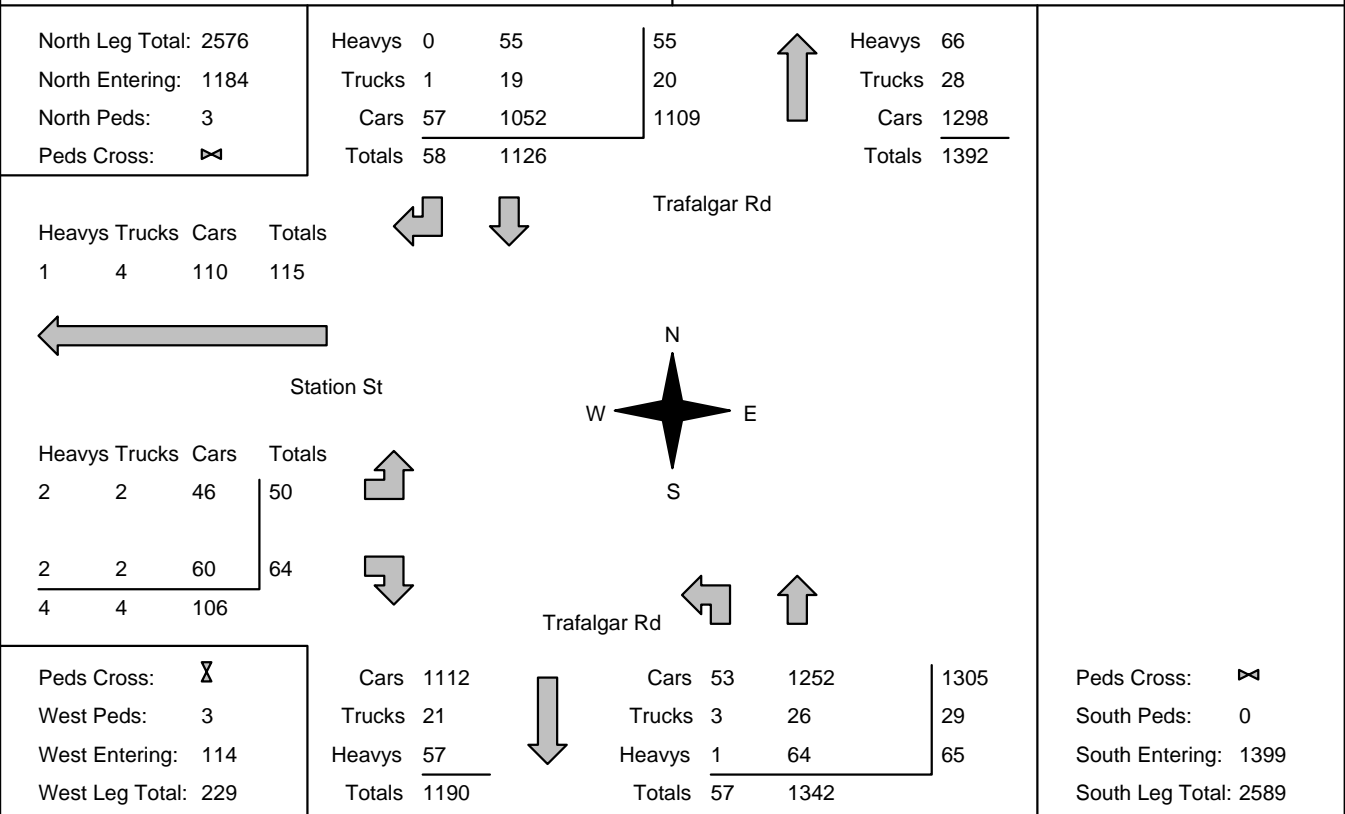 North Leg Total: 2576
North Entering: 1184
North Peds: 3
Peds Cross:
Heavys 0 55 55
Trucks 1 19 20
Cars 57 1052 1109
Totals 58 1126
Heavys 66
Trucks 28
Cars 1298
Totals 1392
Trafalgar Rd
Heavys Trucks Cars Totals
1 4 110 115
Station St
N
W E
S
Heavys Trucks Cars Totals
2 2 46 50
2 2 60 64
4 4 106
Trafalgar Rd
Peds Cross:
West Peds: 3
West Entering: 114
West Leg Total: 229
Cars 1112
Trucks 21
Heavys 57
Totals 1190
Cars 53 1252 1305
Trucks 3 26 29
Heavys 1 64 65
Totals 57 1342
Peds Cross:
South Peds: 0
South Entering: 1399
South Leg Total: 2589